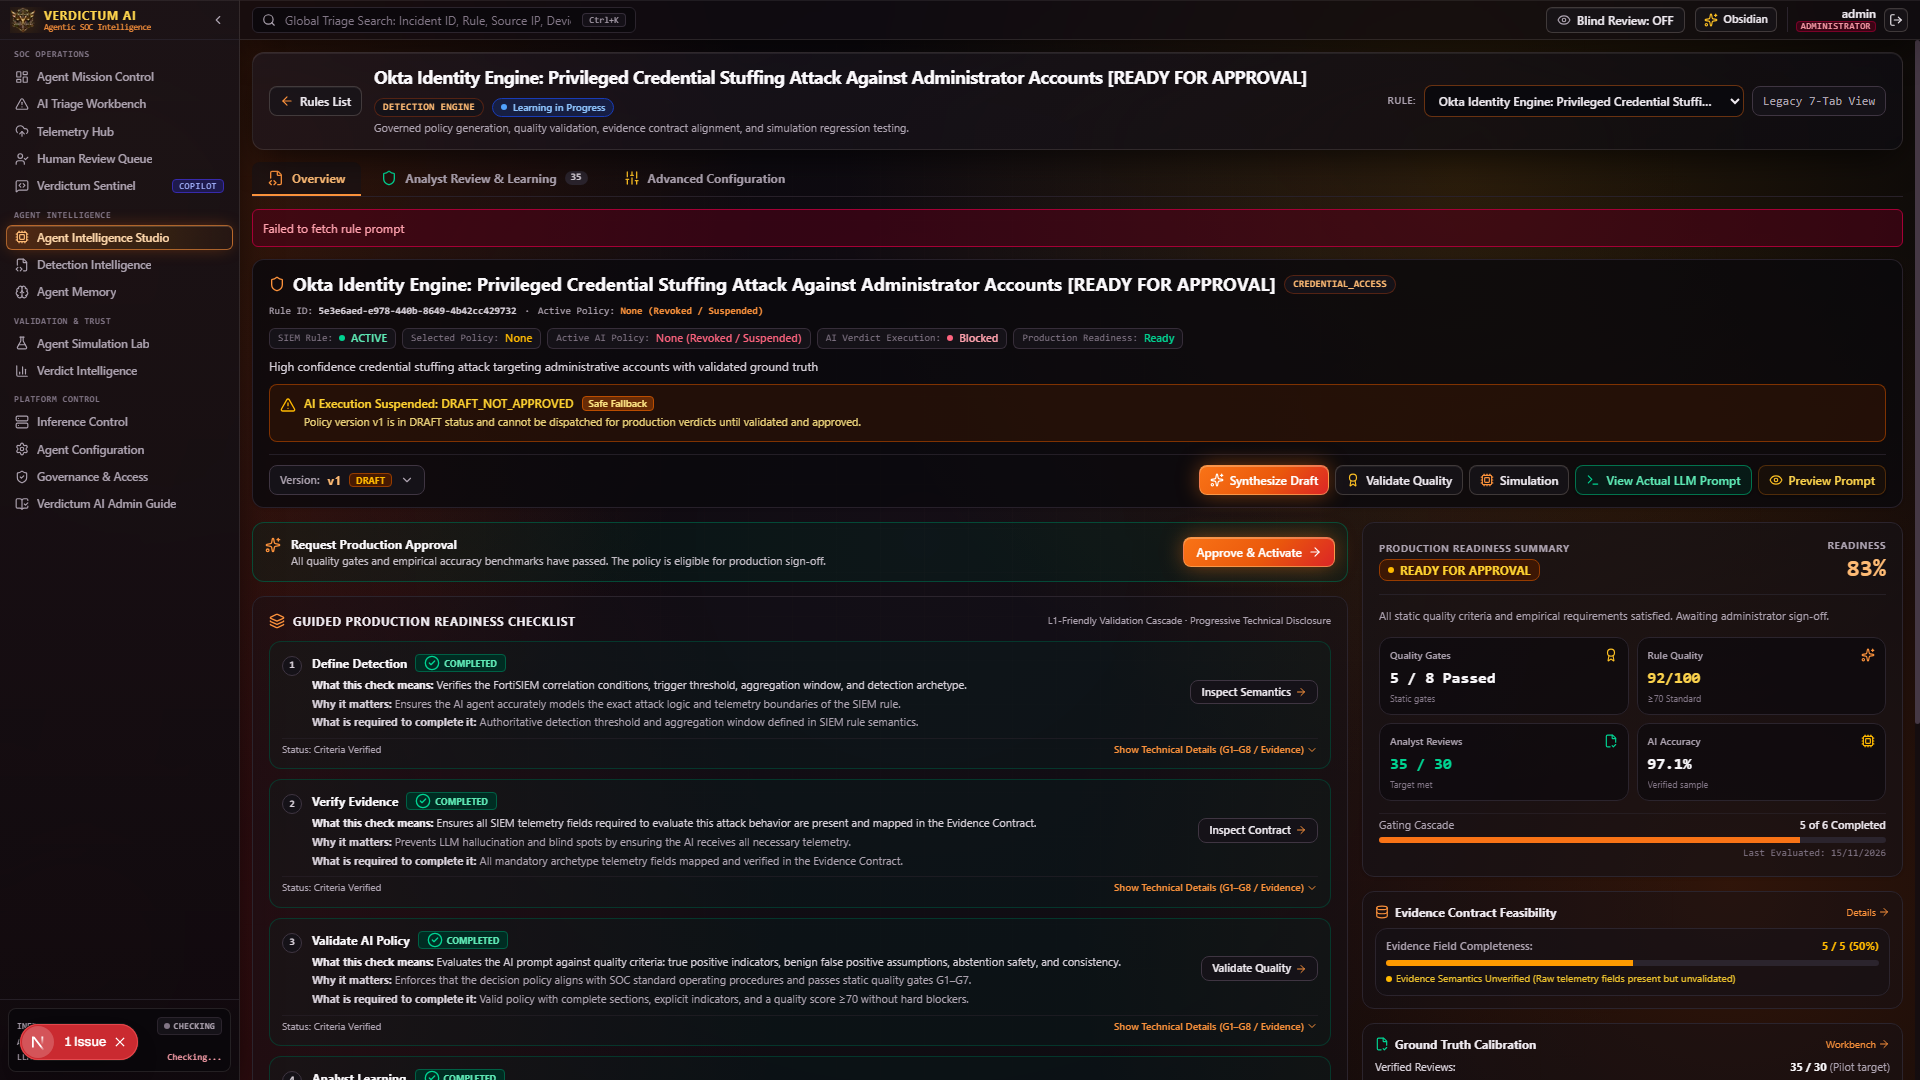 VERDICTUM AI
Agentic SOC Intelligence
SOC OPERATIONS
Agent Mission Control
AI Triage Workbench
Telemetry Hub
Human Review Queue
Verdictum Sentinel COPILOT
AGENT INTELLIGENCE
Agent Intelligence Studio
Detection Intelligence
Agent Memory
VALIDATION & TRUST
Agent Simulation Lab
Verdict Intelligence
PLATFORM CONTROL
Inference Control
Agent Configuration
Governance & Access
Verdictum AI Admin Guide
CHECKING
Checking...
N 1 Issue
Global Triage Search: Incident ID, Rule, Source IP, Devi Ctrl+K
Blind Review: OFF
Obsidian
admin
ADMINISTRATOR
Rules List
Okta Identity Engine: Privileged Credential Stuffing Attack Against Administrator Accounts [READY FOR APPROVAL]
DETECTION ENGINE Learning in Progress
Governed policy generation, quality validation, evidence contract alignment, and simulation regression testing.
RULE: Okta Identity Engine: Privileged Credential Stuffi... Legacy 7-Tab View
Overview Analyst Review & Learning 35 Advanced Configuration
Failed to fetch rule prompt
Okta Identity Engine: Privileged Credential Stuffing Attack Against Administrator Accounts [READY FOR APPROVAL] CREDENTIAL_ACCESS
Rule ID: 5e3e6aed-e978-440b-8649-4b42cc429732 · Active Policy: None (Revoked / Suspended)
SIEM Rule: ACTIVE Selected Policy: None Active AI Policy: None (Revoked / Suspended) AI Verdict Execution: Blocked Production Readiness: Ready
High confidence credential stuffing attack targeting administrative accounts with validated ground truth
AI Execution Suspended: DRAFT_NOT_APPROVED Safe Fallback
Policy version v1 is in DRAFT status and cannot be dispatched for production verdicts until validated and approved.
Version: v1 DRAFT
Synthesize Draft Validate Quality Simulation View Actual LLM Prompt Preview Prompt
Request Production Approval
All quality gates and empirical accuracy benchmarks have passed. The policy is eligible for production sign-off.
Approve & Activate
GUIDED PRODUCTION READINESS CHECKLIST
L1-Friendly Validation Cascade · Progressive Technical Disclosure
1 Define Detection COMPLETED
What this check means: Verifies the FortiSIEM correlation conditions, trigger threshold, aggregation window, and detection archetype.
Why it matters: Ensures the AI agent accurately models the exact attack logic and telemetry boundaries of the SIEM rule.
What is required to complete it: Authoritative detection threshold and aggregation window defined in SIEM rule semantics.
Inspect Semantics
Status: Criteria Verified
Show Technical Details (G1–G8 / Evidence)
2 Verify Evidence COMPLETED
What this check means: Ensures all SIEM telemetry fields required to evaluate this attack behavior are present and mapped in the Evidence Contract.
Why it matters: Prevents LLM hallucination and blind spots by ensuring the AI receives all necessary telemetry.
What is required to complete it: All mandatory archetype telemetry fields mapped and verified in the Evidence Contract.
Inspect Contract
Status: Criteria Verified
Show Technical Details (G1–G8 / Evidence)
3 Validate AI Policy COMPLETED
What this check means: Evaluates the AI prompt against quality criteria: true positive indicators, benign false positive assumptions, abstention safety, and consistency.
Why it matters: Enforces that the decision policy aligns with SOC standard operating procedures and passes static quality gates G1–G7.
What is required to complete it: Valid policy with complete sections, explicit indicators, and a quality score ≥70 without hard blockers.
Validate Quality
Status: Criteria Verified
Show Technical Details (G1–G8 / Evidence)
4 Analyst Learning COMPLETED
PRODUCTION READINESS SUMMARY
READY FOR APPROVAL
READINESS
83%
All static quality criteria and empirical requirements satisfied. Awaiting administrator sign-off.
Quality Gates
5 / 8 Passed
Static gates
Rule Quality
92/100
≥70 Standard
Analyst Reviews
35 / 30
Target met
AI Accuracy
97.1%
Verified sample
Gating Cascade 5 of 6 Completed
Last Evaluated: 15/11/2026
Evidence Contract Feasibility Details
Evidence Field Completeness: 5 / 5 (50%)
Evidence Semantics Unverified (Raw telemetry fields present but unvalidated)
Ground Truth Calibration Workbench
Verified Reviews: 35 / 30 (Pilot target)